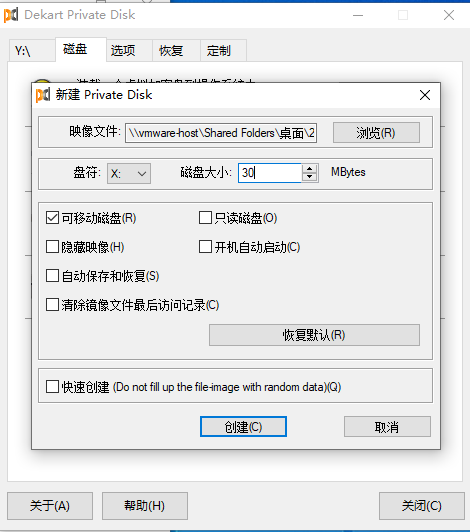 Dekart Private Disk
Y:\ 磁盘 选项 恢复 定制
新建 Private Disk
映像文件: \\vmware-host\Shared Folders\桌面\2 浏览(R)
盘符: X: 磁盘大小: 30 MBytes
可移动磁盘(R) 只读磁盘(O)
隐藏映像(H) 开机自动启动(C)
自动保存和恢复(S)
清除镜像文件最后访问记录(C)
恢复默认(R)
快速创建 (Do not fill up the file-image with random data)(Q)
创建(C) 取消
关于(A) 帮助(H) 关闭(C)